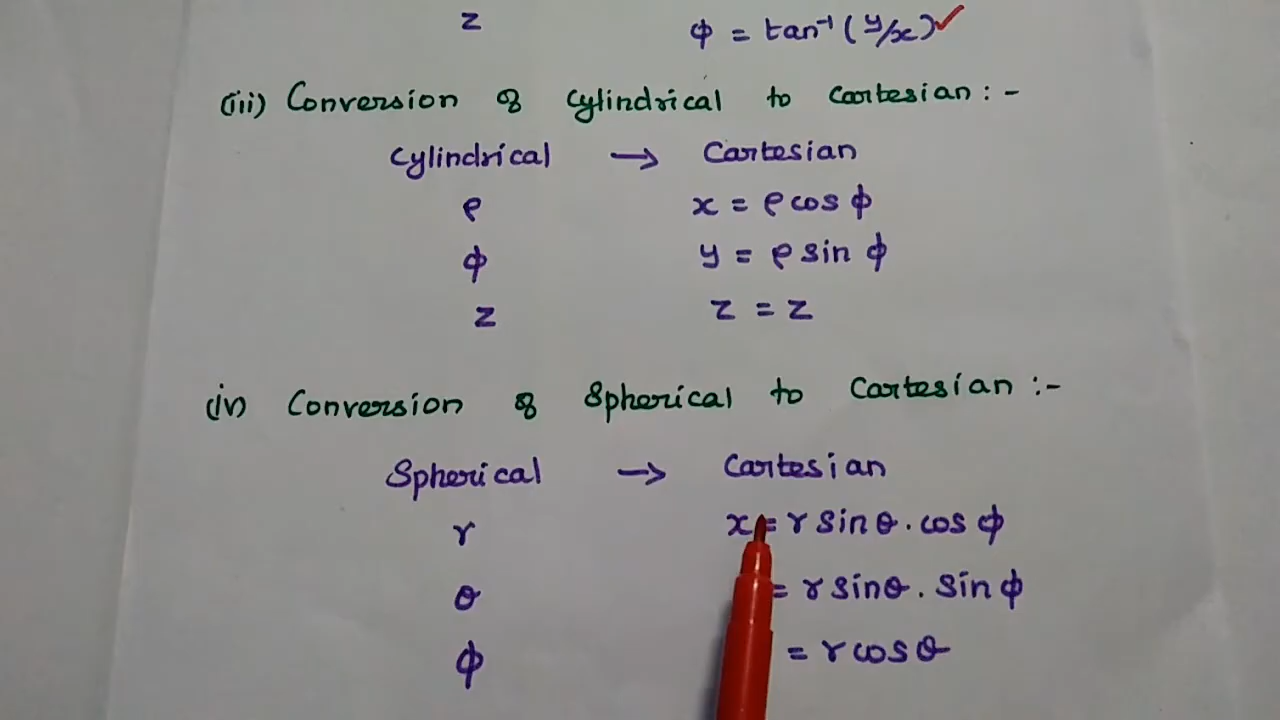 z φ = tan⁻¹ (y/x) ✓
(iii) Conversion of Cylindrical to Cartesian :-
Cylindrical → Cartesian
ρ x = ρ cos φ
φ y = ρ sin φ
z z = z
(iv) Conversion of Spherical to Cartesian :-
Spherical → Cartesian
r x = r sin θ . cos φ
θ = r sin θ . sin φ
φ = r cos θ